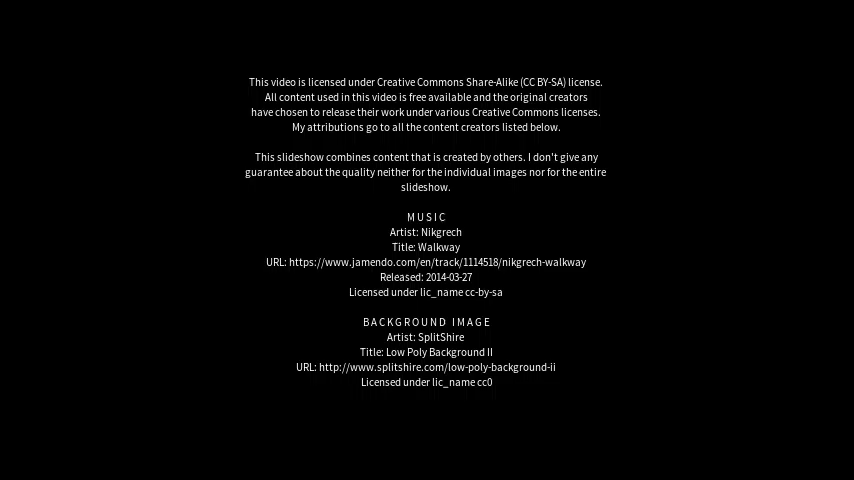 This video is licensed under Creative Commons Share-Alike (CC BY-SA) license.
All content used in this video is free available and the original creators
have chosen to release their work under various Creative Commons licenses.
My attributions go to all the content creators listed below.
This slideshow combines content that is created by others. I don't give any
guarantee about the quality neither for the individual images nor for the entire
slideshow.
M U S I C
Artist: Nikgrech
Title: Walkway
URL: https://www.jamendo.com/en/track/1114518/nikgrech-walkway
Released: 2014-03-27
Licensed under lic_name cc-by-sa
B A C K G R O U N D   I M A G E
Artist: SplitShire
Title: Low Poly Background II
URL: http://www.splitshire.com/low-poly-background-ii
Licensed under lic_name cc0